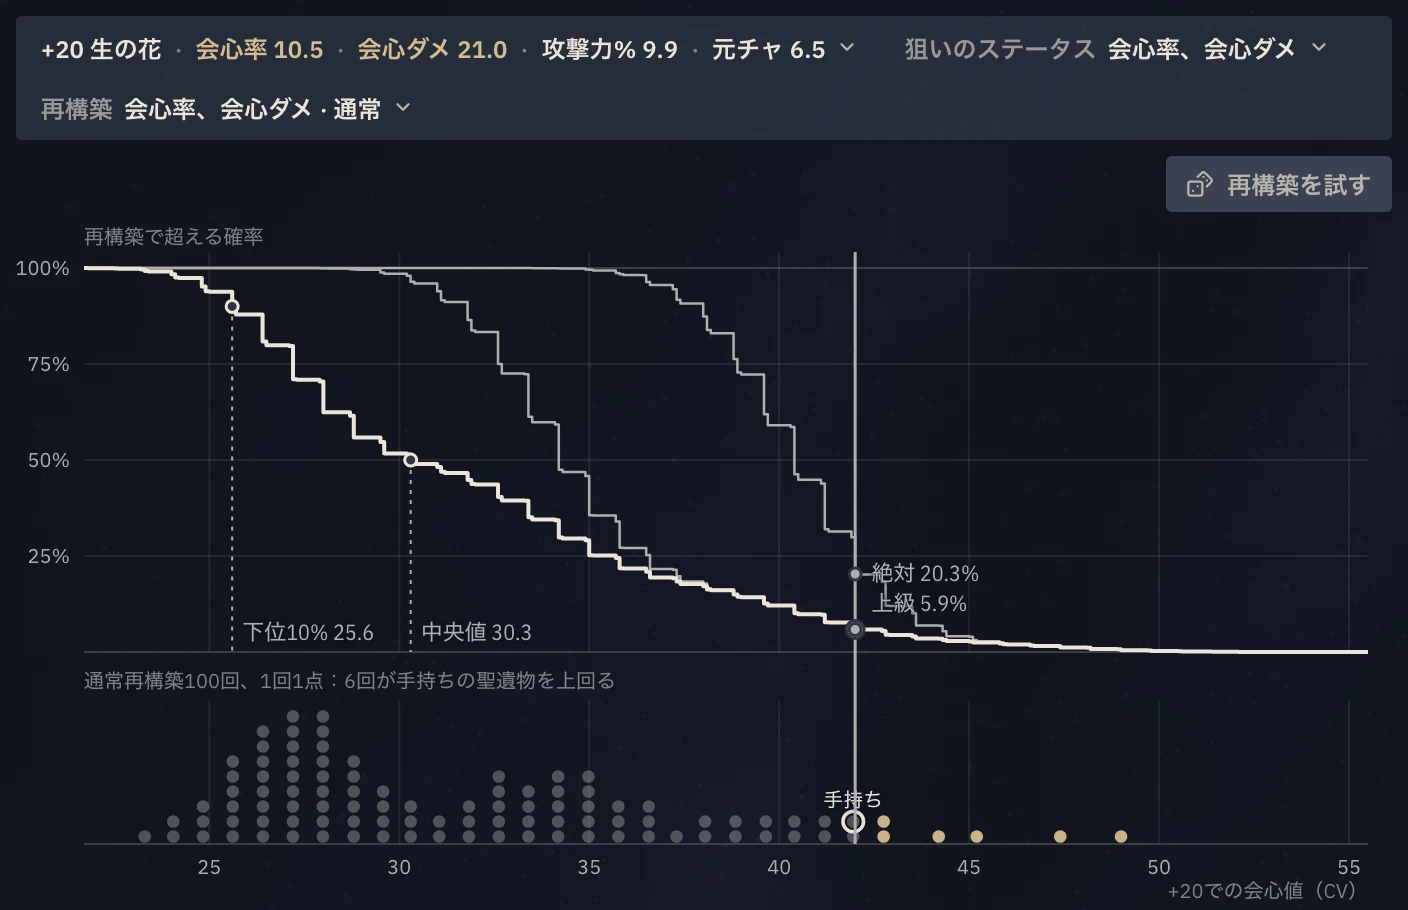 +20 生の花 · 会心率 10.5 · 会心ダメ 21.0 · 攻撃力% 9.9 · 元チャ 6.5 狙いのステータス 会心率、会心ダメ
再構築 会心率、会心ダメ · 通常
再構築を試す
再構築で超える確率
100%
75%
50%
25%
絶対 20.3%
上級 5.9%
下位10% 25.6
中央値 30.3
通常再構築100回、1回1点：6回が手持ちの聖遺物を上回る
手持ち
25 30 35 40 45 50 55
+20での会心値（CV）